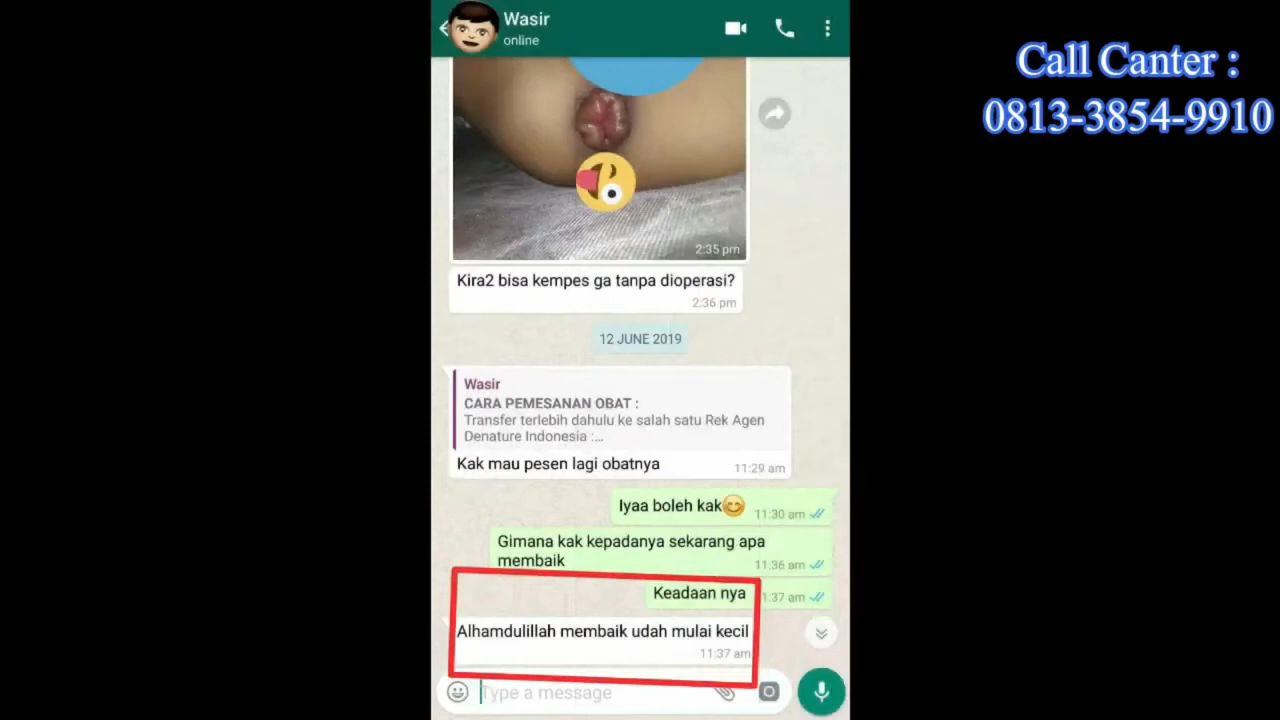 Wasir
online
Call Canter :
0813-3854-9910
2:35 pm
Kira2 bisa kempes ga tanpa dioperasi?
2:36 pm
12 JUNE 2019
Wasir
CARA PEMESANAN OBAT :
Transfer terlebih dahulu ke salah satu Rek Agen
Denature Indonesia :...
Kak mau pesen lagi obatnya
11:29 am
Iyaa boleh kak
11:30 am
Gimana kak kepadanya sekarang apa
membaik
11:36 am
Keadaan nya
1:37 am
Alhamdulillah membaik udah mulai kecil
11:37 am
Type a message